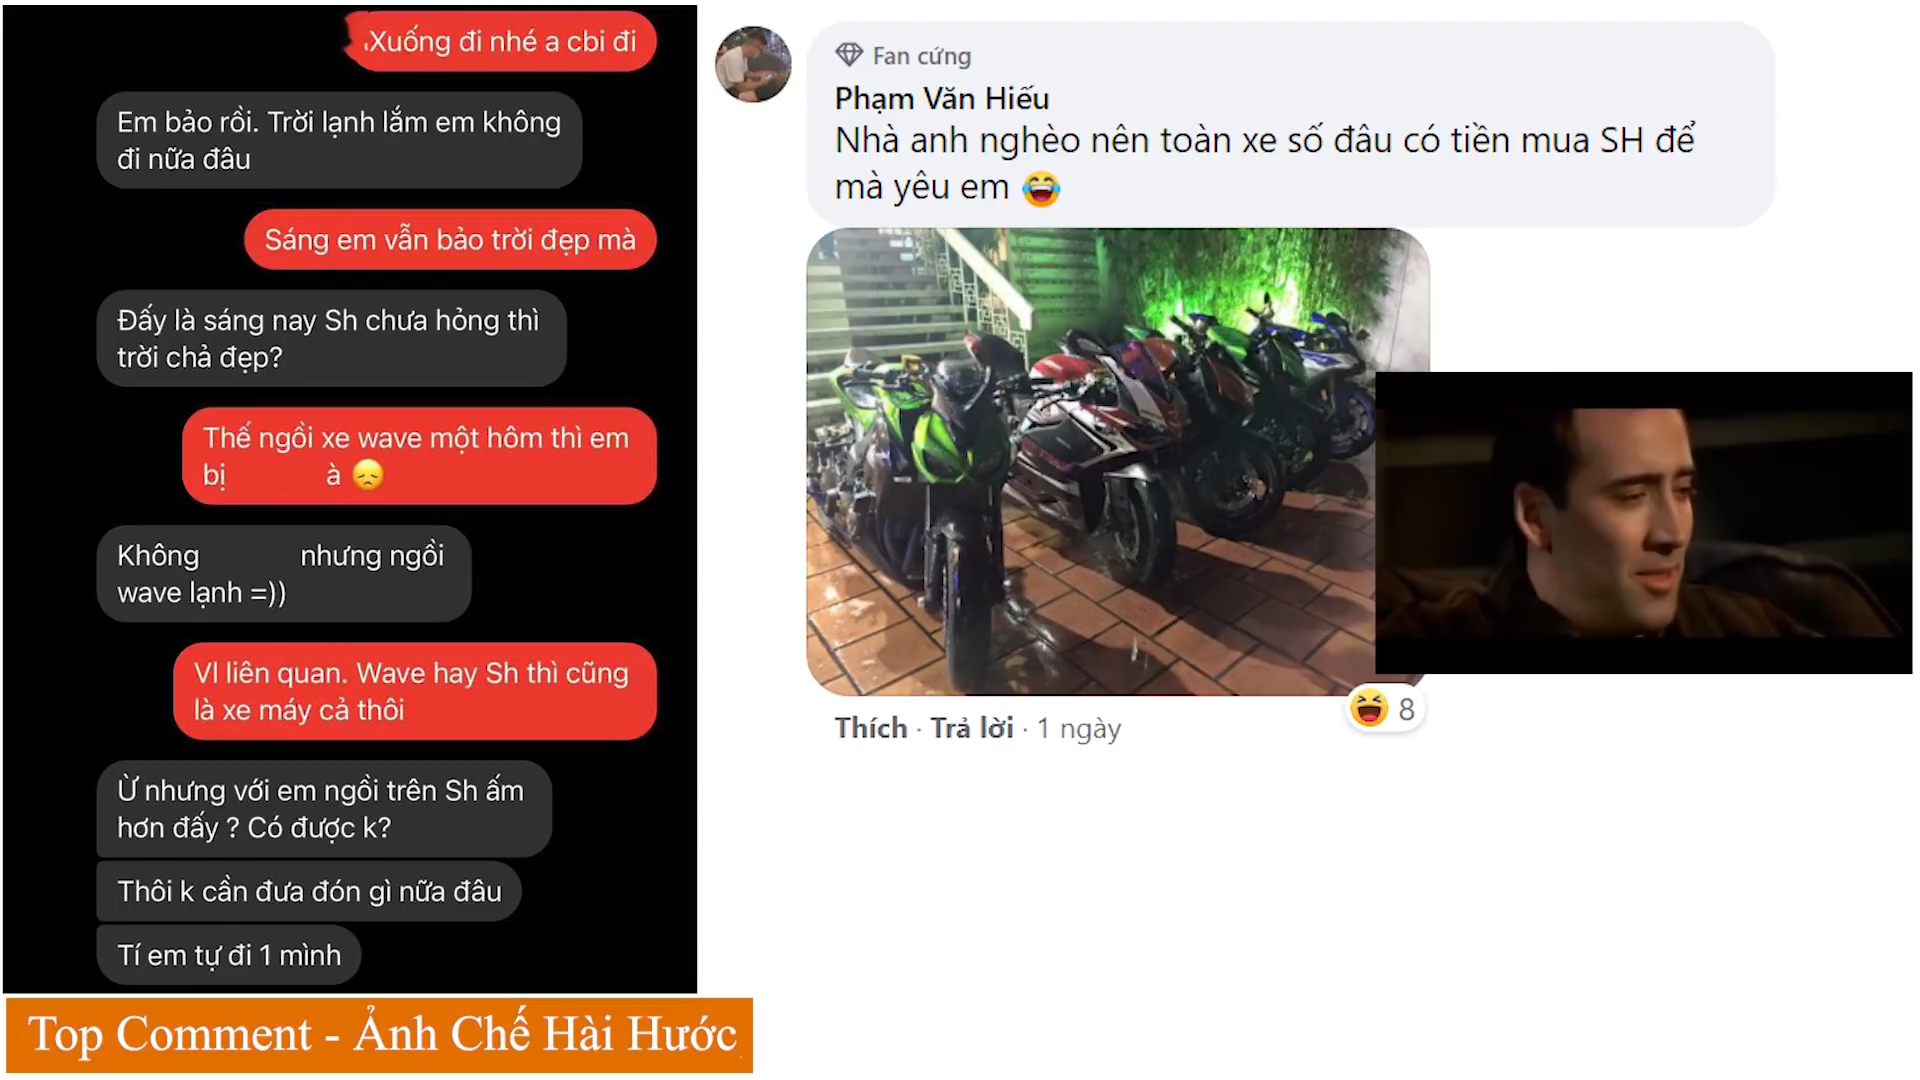 Xuống đi nhé a cbi đi
Em bảo rồi. Trời lạnh lắm em không
đi nữa đâu
Sáng em vẫn bảo trời đẹp mà
Đấy là sáng nay Sh chưa hỏng thì
trời chả đẹp?
Thế ngồi xe wave một hôm thì em
bị à 😞
Không nhưng ngồi
wave lạnh =))
Vl liên quan. Wave hay Sh thì cũng
là xe máy cả thôi
Ừ nhưng với em ngồi trên Sh ấm
hơn đấy ? Có được k?
Thôi k cần đưa đón gì nữa đâu
Tí em tự đi 1 mình
Top Comment - Ảnh Chế Hài Hước
Fan cứng
Phạm Văn Hiếu
Nhà anh nghèo nên toàn xe số đâu có tiền mua SH để
mà yêu em 😂
8
Thích · Trả lời · 1 ngày